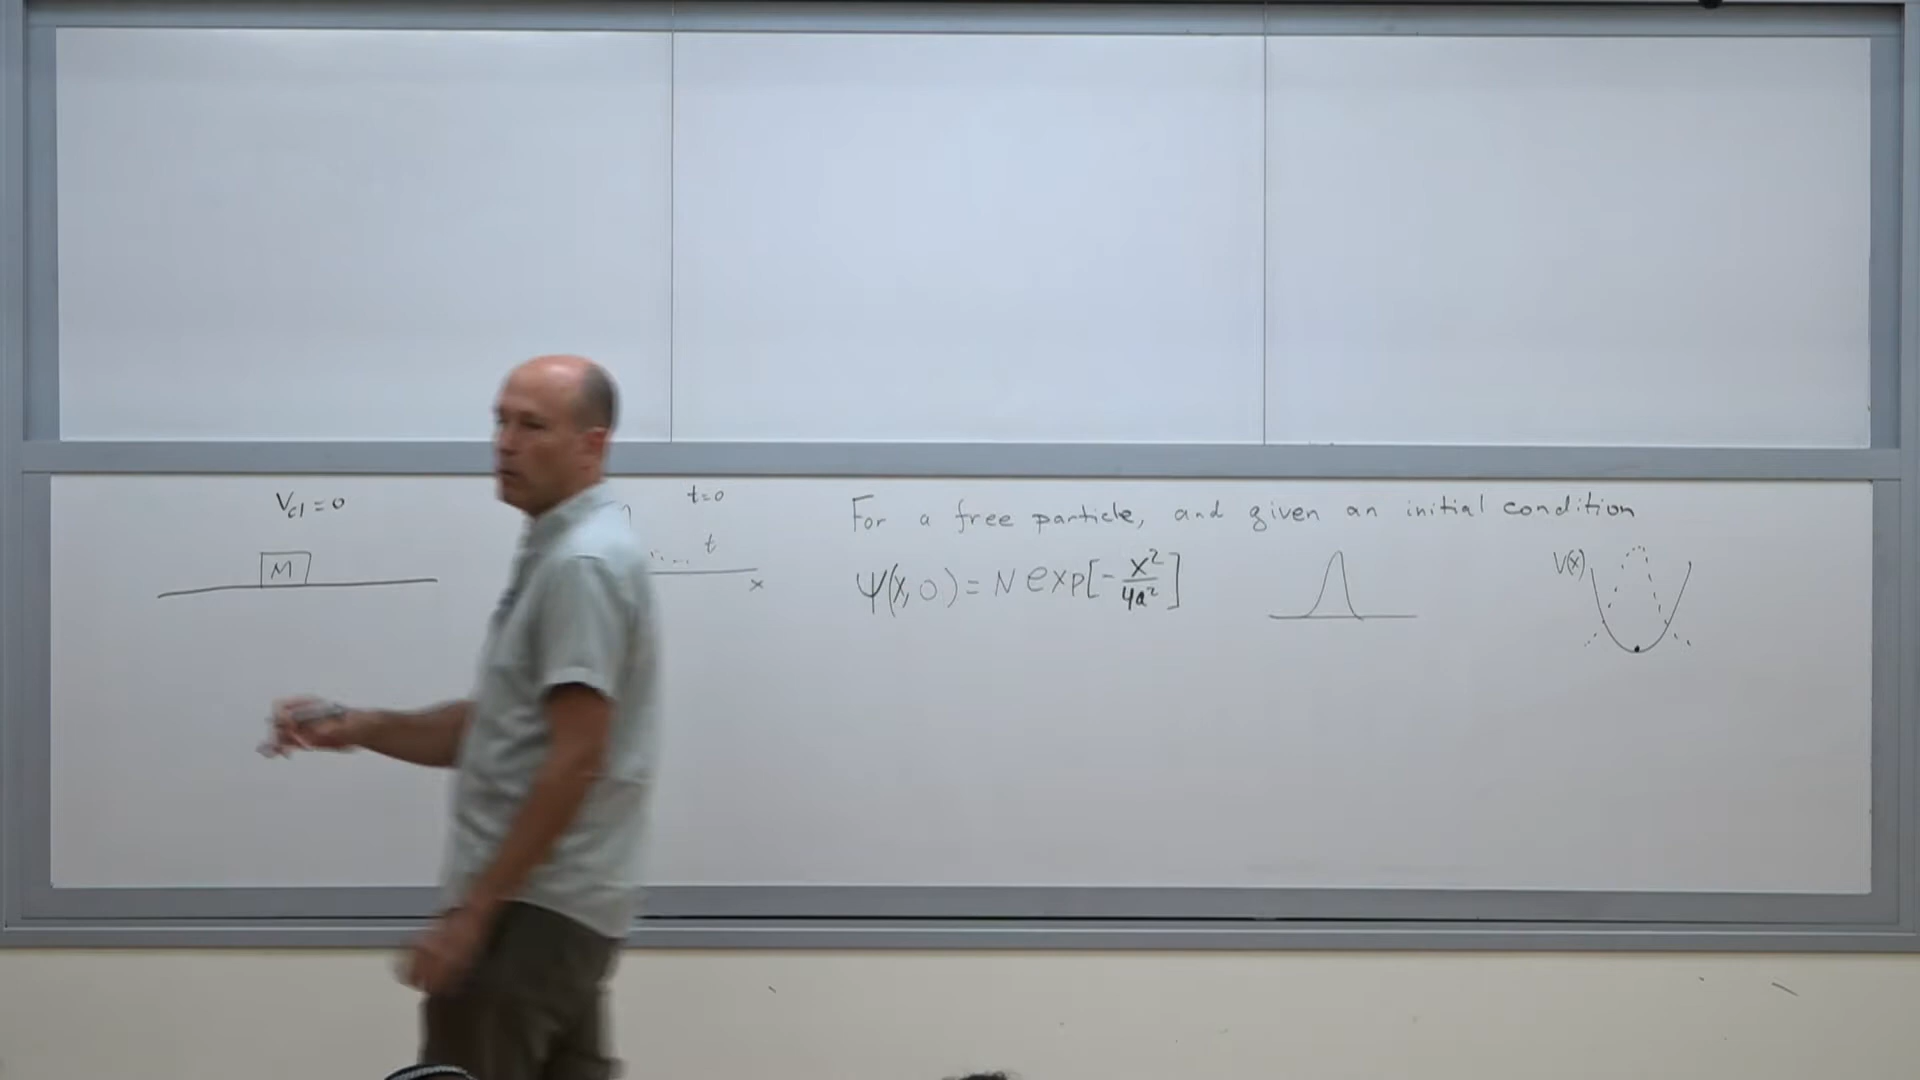 V_cl = 0
M
t=0
t
x
For a free particle, and given an initial condition
ψ(x, 0) = N exp[-x²/4a²]
V(x)